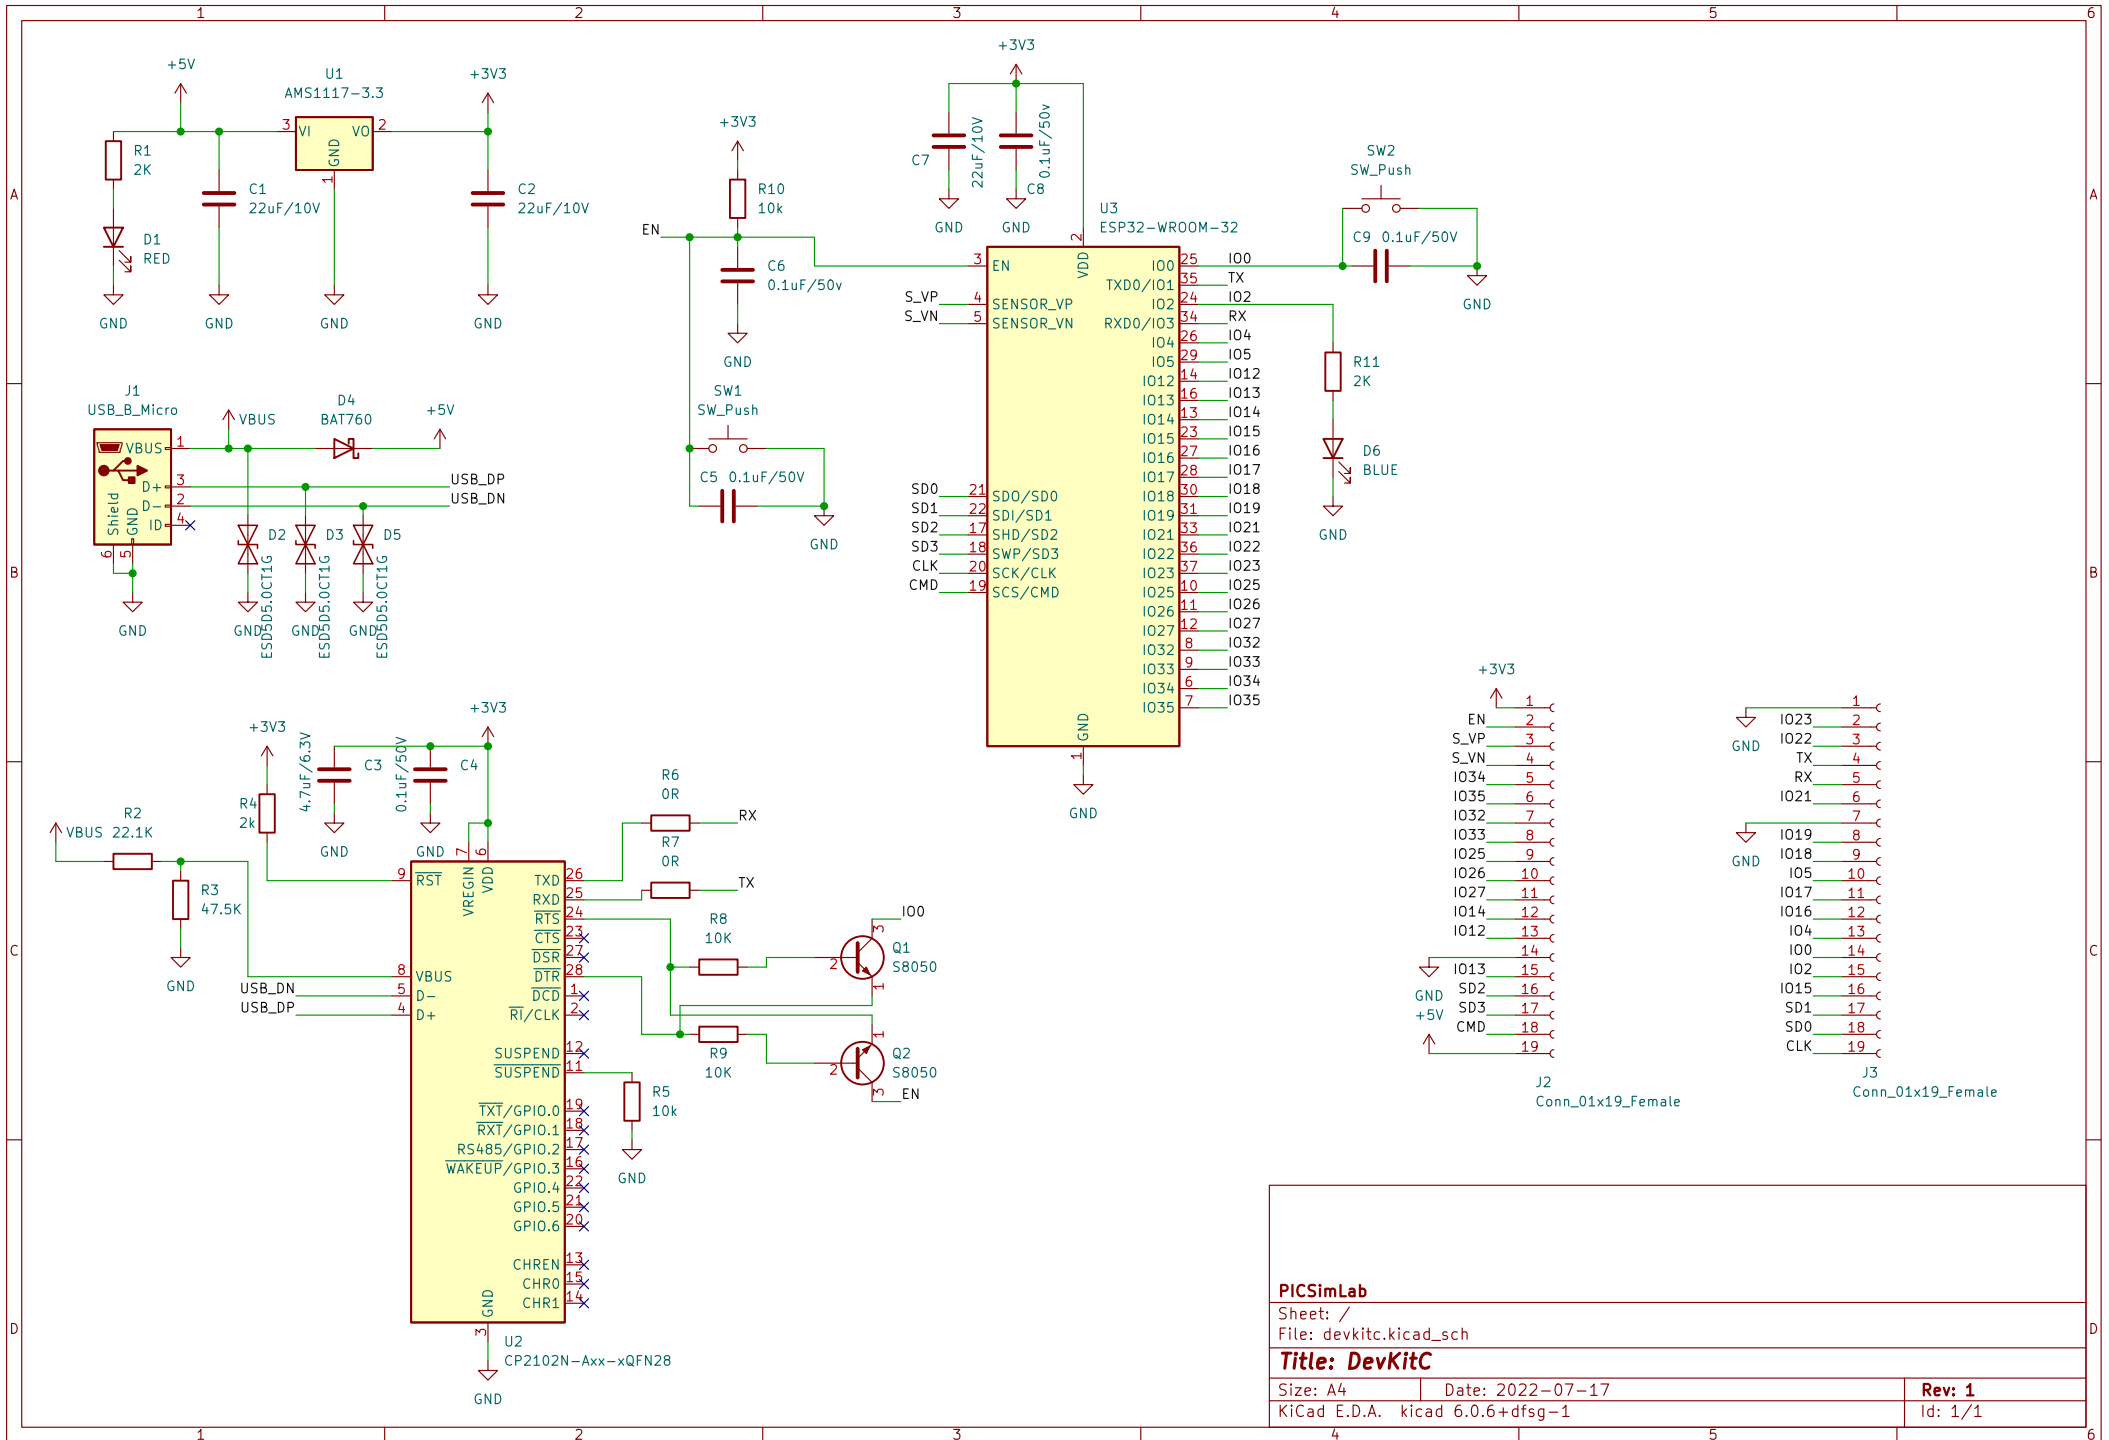 1 2 3 4 5 6
A
B
C
D
A
B
C
D
1 2 3 4 5 6
+5V
U1
AMS1117-3.3
+3V3
3 VI VO 2
GND
1
R1
2K
C1
22uF/10V
C2
22uF/10V
D1
RED
GND
GND
GND
GND
J1
USB_B_Micro
VBUS
D4
BAT760
+5V
VBUS 1
D+ 3
D- 2
ID 4
Shield
GND
6 5
USB_DP
USB_DN
D2
D3
D5
ESD5D5.0CT1G
ESD5D5.0CT1G
ESD5D5.0CT1G
GND
GND
GND
GND
+3V3
R10
10k
EN
C6
0.1uF/50v
GND
SW1
SW_Push
C5 0.1uF/50V
GND
+3V3
C7
22uF/10V
0.1uF/50v
C8
GND
GND
U3
ESP32-WROOM-32
2
VDD
3 EN
S_VP 4 SENSOR_VP
S_VN 5 SENSOR_VN
SD0 21 SDO/SD0
SD1 22 SDI/SD1
SD2 17 SHD/SD2
SD3 18 SWP/SD3
CLK 20 SCK/CLK
CMD 19 SCS/CMD
IO0 25 IO0
TXD0/IO1 35 TX
IO2 24 IO2
RXD0/IO3 34 RX
IO4 26 IO4
IO5 29 IO5
IO12 14 IO12
IO13 16 IO13
IO14 13 IO14
IO15 23 IO15
IO16 27 IO16
IO17 28 IO17
IO18 30 IO18
IO19 31 IO19
IO21 33 IO21
IO22 36 IO22
IO23 37 IO23
IO25 10 IO25
IO26 11 IO26
IO27 12 IO27
IO32 8 IO32
IO33 9 IO33
IO34 6 IO34
IO35 7 IO35
GND
1
GND
SW2
SW_Push
C9 0.1uF/50V
GND
R11
2K
D6
BLUE
GND
+3V3
+3V3
4.7uF/6.3V
C3
0.1uF/50V
C4
R4
2k
GND
GND
VBUS
R2
22.1K
R3
47.5K
GND
7 6
VREGIN
VDD
9 RST
8 VBUS
USB_DN 5 D-
USB_DP 4 D+
TXD 26
RXD 25
RTS 24
CTS 23
DSR 27
DTR 28
DCD 1
RI/CLK 2
SUSPEND 12
SUSPEND 11
TXT/GPIO.0 19
RXT/GPIO.1 18
RS485/GPIO.2 17
WAKEUP/GPIO.3 16
GPIO.4 22
GPIO.5 21
GPIO.6 20
CHREN 13
CHR0 15
CHR1 14
GND
3
U2
CP2102N-Axx-xQFN28
GND
R6
0R
RX
R7
0R
TX
R8
10K
R9
10K
R5
10k
GND
IO0
3
2
1
Q1
S8050
1
2
3
Q2
S8050
EN
+3V3
1
EN 2
S_VP 3
S_VN 4
IO34 5
IO35 6
IO32 7
IO33 8
IO25 9
IO26 10
IO27 11
IO14 12
IO12 13
14
IO13 15
SD2 16
SD3 17
CMD 18
19
GND
+5V
J2
Conn_01x19_Female
1
GND
IO23 2
IO22 3
TX 4
RX 5
IO21 6
7
GND
IO19 8
IO18 9
IO5 10
IO17 11
IO16 12
IO4 13
IO0 14
IO2 15
IO15 16
SD1 17
SD0 18
CLK 19
J3
Conn_01x19_Female
PICSimLab
Sheet: /
File: devkitc.kicad_sch
Title: DevKitC
Size: A4 Date: 2022-07-17 Rev: 1
KiCad E.D.A. kicad 6.0.6+dfsg-1 Id: 1/1